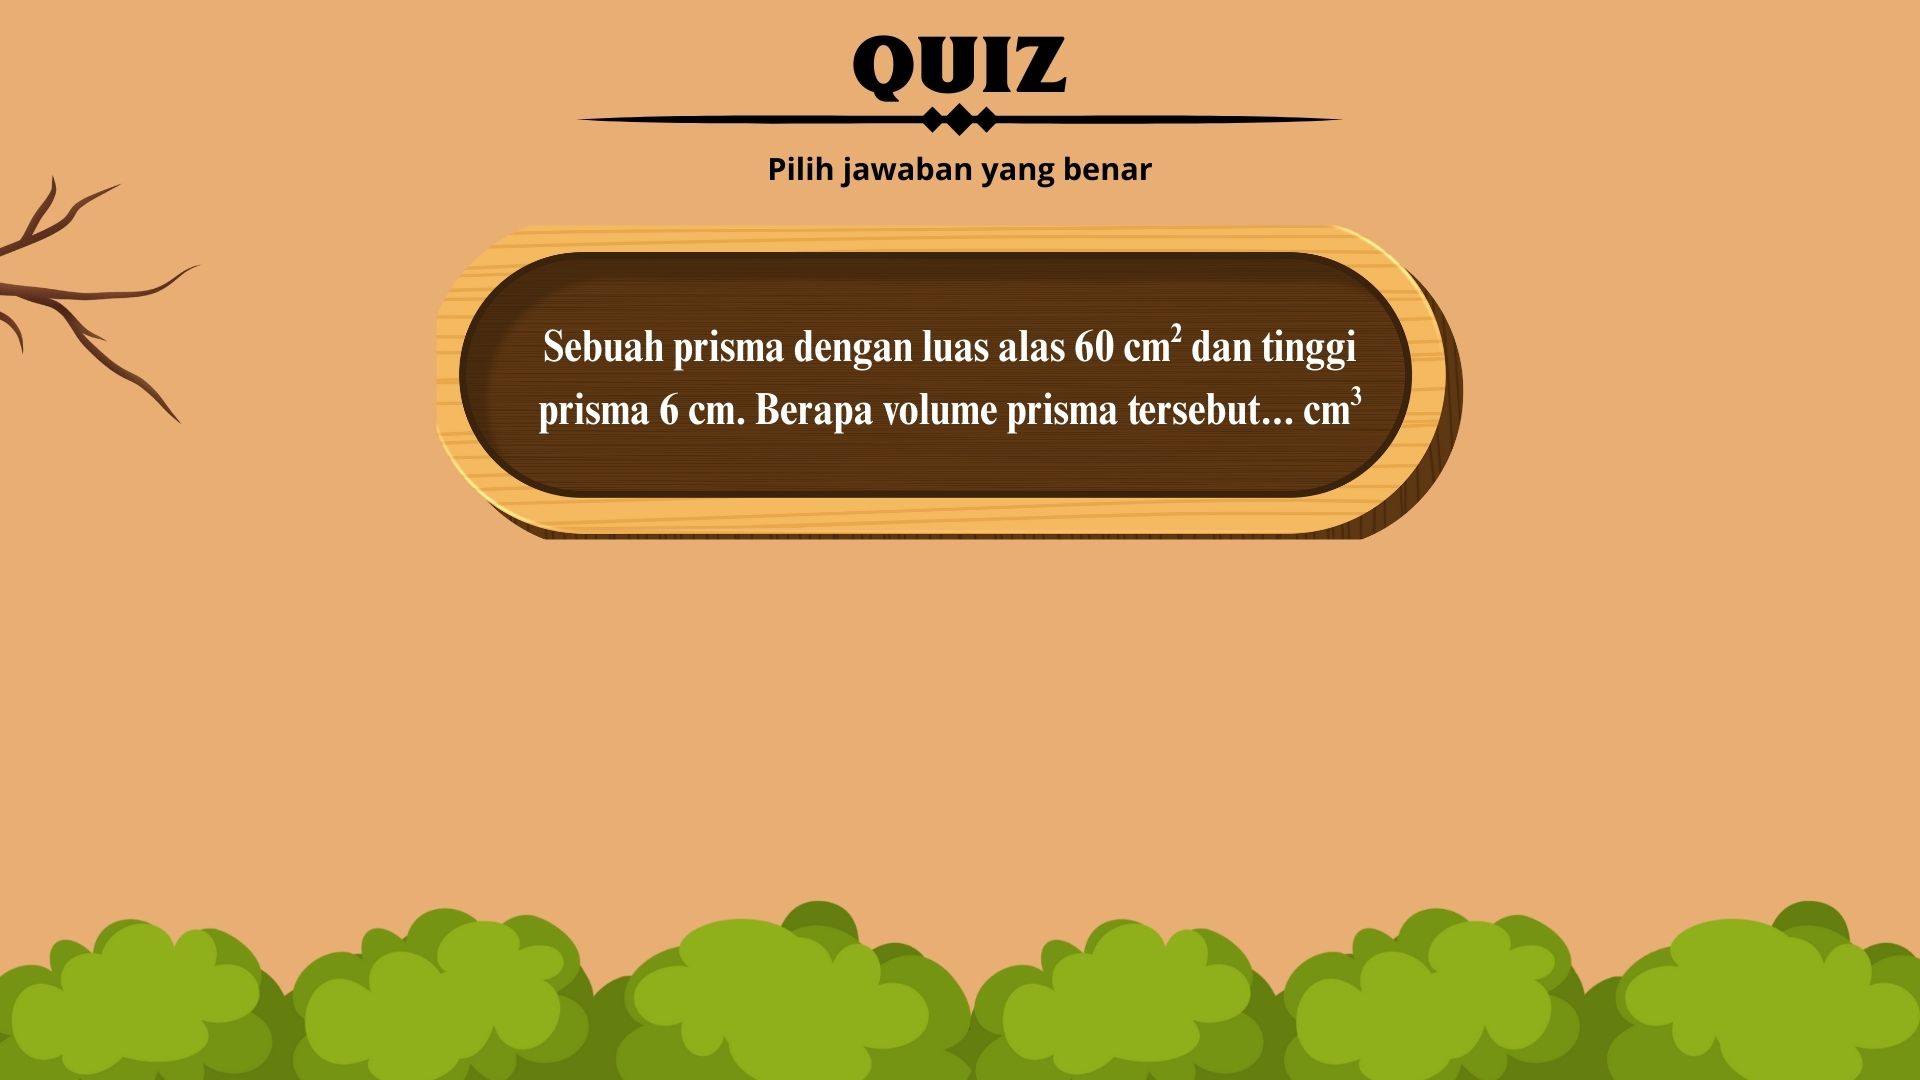 QUIZ
Pilih jawaban yang benar
Sebuah prisma dengan luas alas 60 cm² dan tinggi
prisma 6 cm. Berapa volume prisma tersebut... cm³